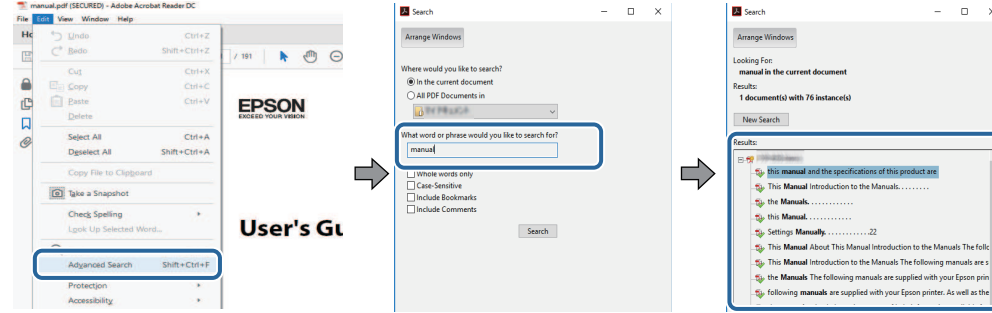 manual.pdf (SECURED) - Adobe Acrobat Reader DC
File Edit View Window Help
Undo Ctrl+Z
Redo Shift+Ctrl+Z
/ 191
Cut Ctrl+X
Copy Ctrl+C
Paste Ctrl+V
Delete
Select All Ctrl+A
Deselect All Shift+Ctrl+A
Copy File to Clipboard
Take a Snapshot
Check Spelling
Look Up Selected Word...
Advanced Search Shift+Ctrl+F
Protection
Accessibility
EPSON
EXCEED YOUR VISION
User's Gu
Search
Arrange Windows
Where would you like to search?
In the current document
All PDF Documents in
What word or phrase would you like to search for?
manual
Whole words only
Case-Sensitive
Include Bookmarks
Include Comments
Search
Search
Arrange Windows
Looking For:
manual in the current document
Results:
1 document(s) with 76 instance(s)
New Search
Results:
this manual and the specifications of this product are
This Manual Introduction to the Manuals. . . . . . . . .
the Manuals. . . . . . . . . . . . .
this Manual. . . . . . . . . . . .
Settings Manually. . . . . . . . . . . .22
This Manual About This Manual Introduction to the Manuals The follc
This Manual Introduction to the Manuals The following manuals are s
the Manuals The following manuals are supplied with your Epson prin
following manuals are supplied with your Epson printer. As well as the